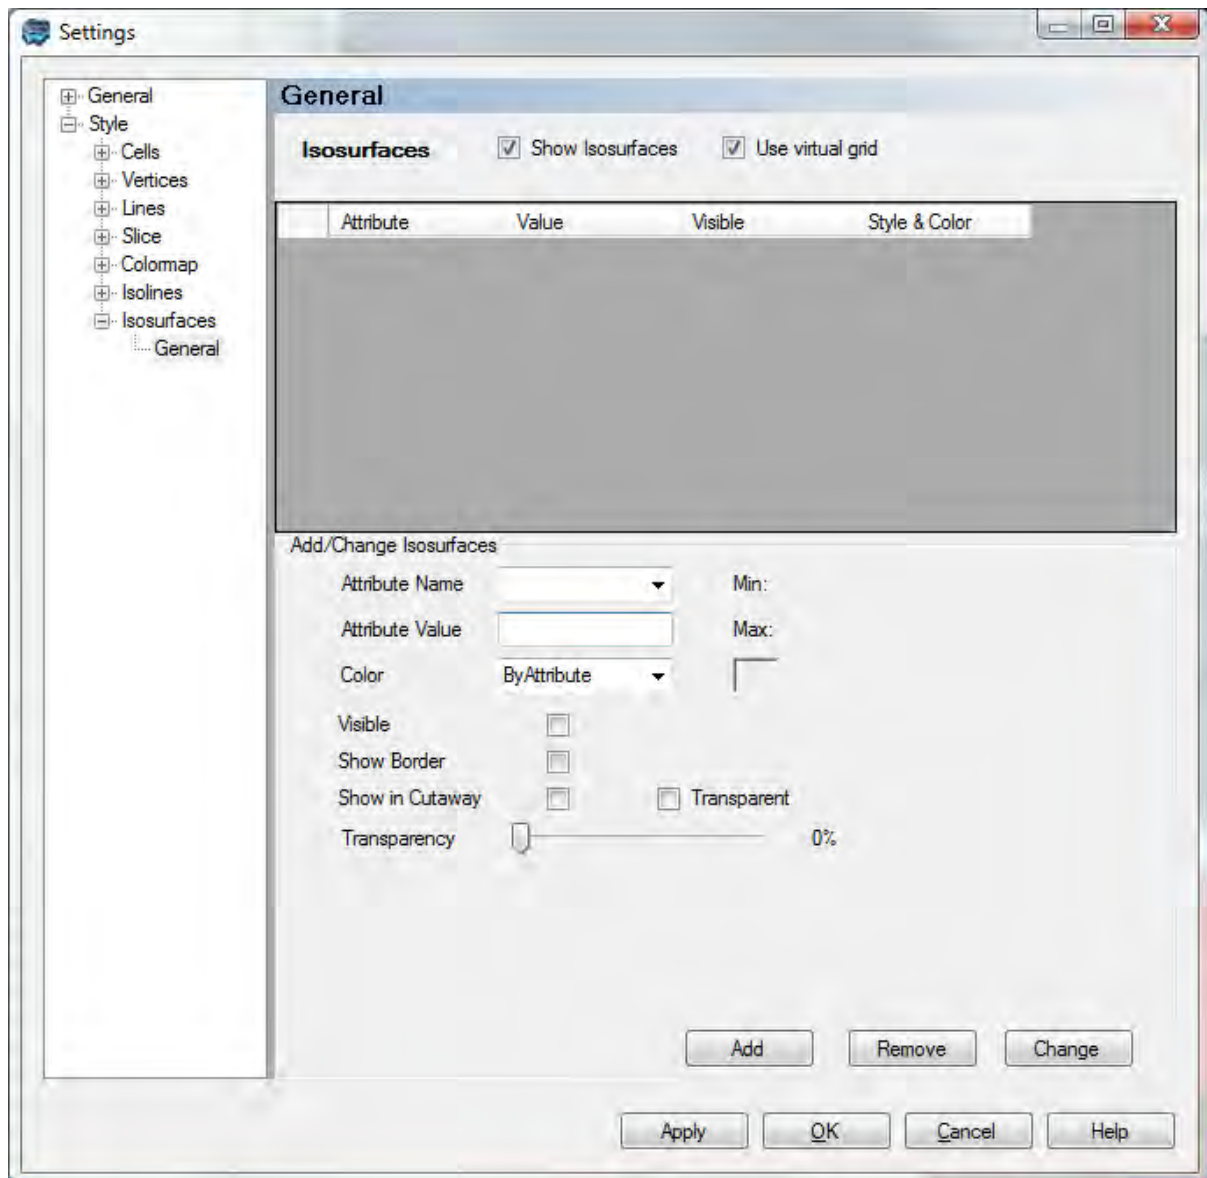 Settings
General
Style
Cells
Vertices
Lines
Slice
Colormap
Isolines
Isosurfaces
General
General
Isosurfaces Show Isosurfaces Use virtual grid
Attribute Value Visible Style & Color
Add/Change Isosurfaces
Attribute Name Min:
Attribute Value Max:
Color ByAttribute
Visible
Show Border
Show in Cutaway Transparent
Transparency 0%
Add Remove Change
Apply OK Cancel Help